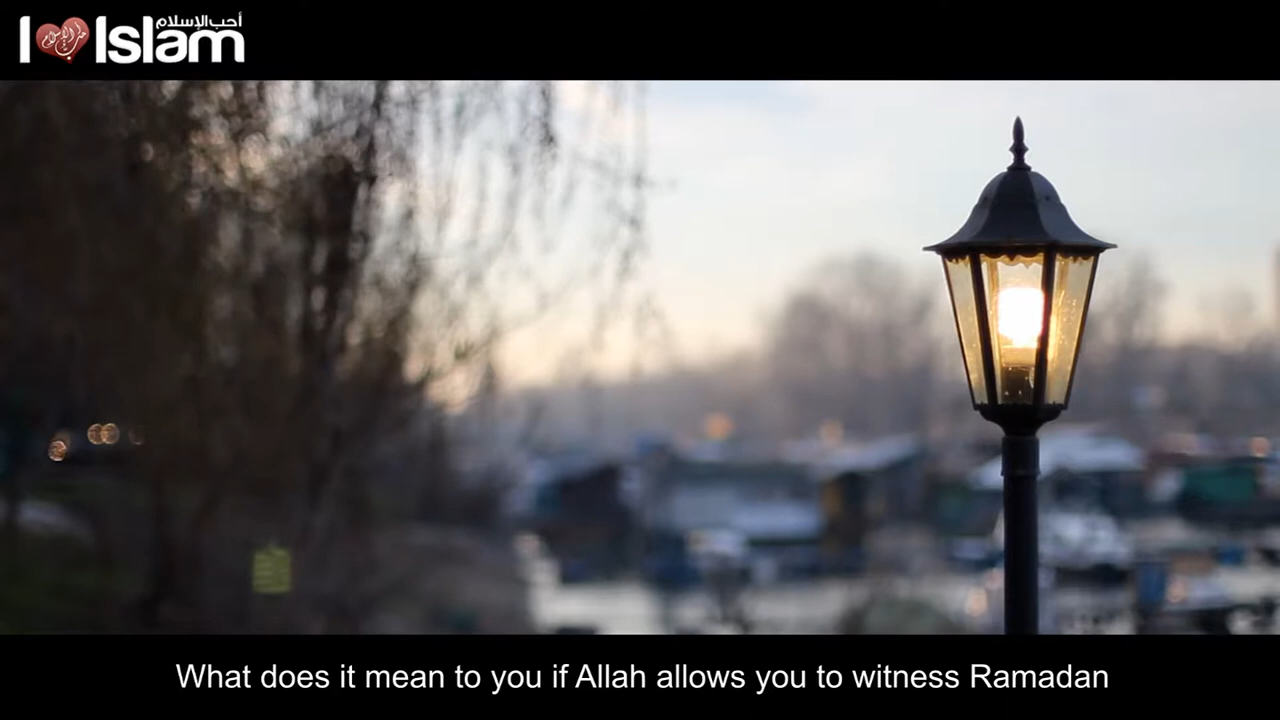 أحب الإسلام
I Islam
What does it mean to you if Allah allows you to witness Ramadan